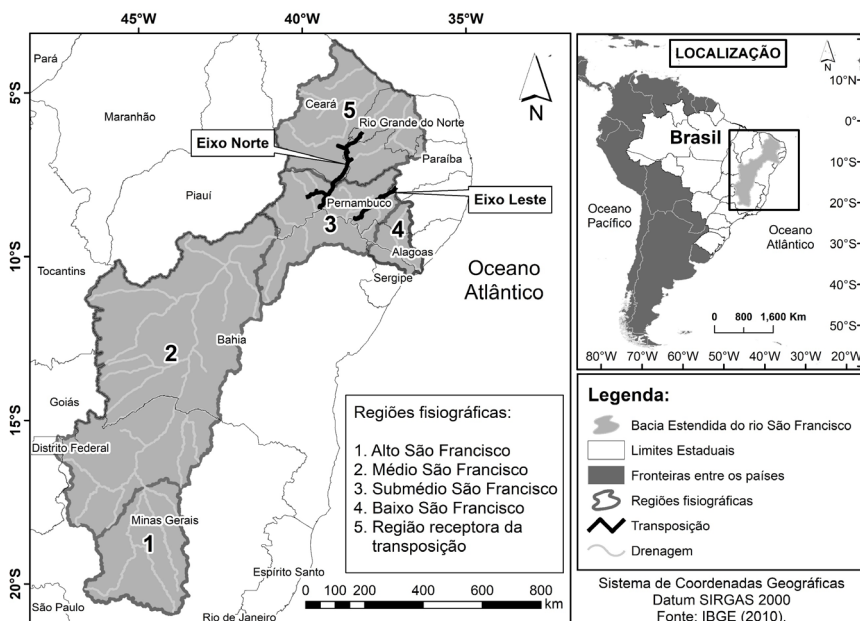 45°W
40°W
35°W
5°S
10°S
15°S
20°S
Pará
Maranhão
Ceará
5
Rio Grande do Norte
Eixo Norte
Paraíba
Piauí
Pernambuco
Eixo Leste
3
4
Alagoas
Tocantins
Sergipe
Oceano
Atlântico
Bahia
2
Goiás
Distrito Federal
Minas Gerais
1
Espírito Santo
São Paulo
Rio de Janeiro
N
Regiões fisiográficas:
1. Alto São Francisco
2. Médio São Francisco
3. Submédio São Francisco
4. Baixo São Francisco
5. Região receptora da
transposição
0 50 100 200 300 400 600 800
km
LOCALIZAÇÃO
N
Brasil
Oceano
Pacífico
Oceano
Atlântico
10°N
0°
10°S
20°S
30°S
40°S
50°S
0 800 1,600 Km
80°W 70°W 60°W 50°W 40°W 30°W 20°W
Legenda:
Bacia Estendida do rio São Francisco
Limites Estaduais
Fronteiras entre os países
Regiões fisiográficas
Transposição
Drenagem
Sistema de Coordenadas Geográficas
Datum SIRGAS 2000
Fonte: IBGE (2010).